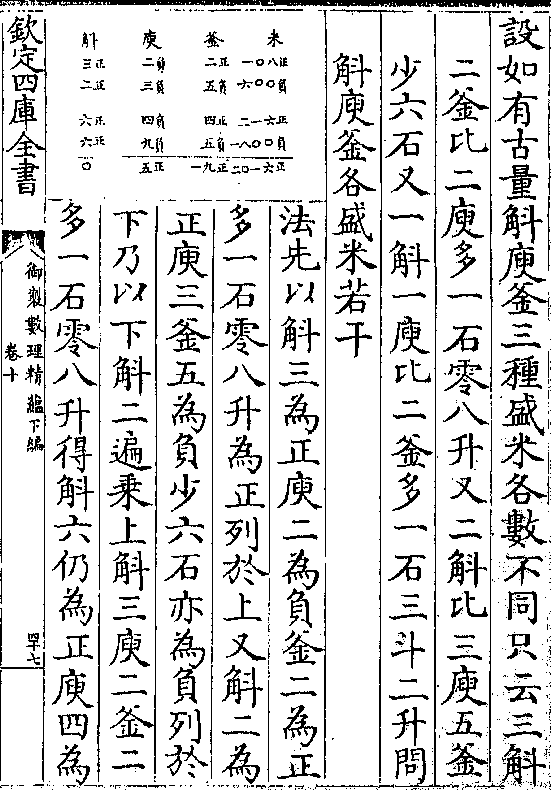 設如有古量斛庾釜三種盛米各數不同只云三斛
二釜比二庾多一石零八升又二斛比三庾五釜
少六石又一斛一庾比二釜多一石三斗二升問
斛庾釜各盛米若干
米 正一〇八 負六〇〇 正二一六 負一八〇〇 正二〇一六
釜 正二 負五 正四 負一五 正一九
庾 負二 負三 負四 負九 正五
斛 正三 正二 正六 正六 〇
法先以斛三為正庾二為負釜二為正
多一石零八升為正列於上又斛二為
正庾三釜五為負少六石亦為負列於
下乃以下斛二遍乘上斛三庾二釜二
多一石零八升得斛六仍為正庾四為
欽定四庫全書
御製數理精蘊下編
卷十
四十七